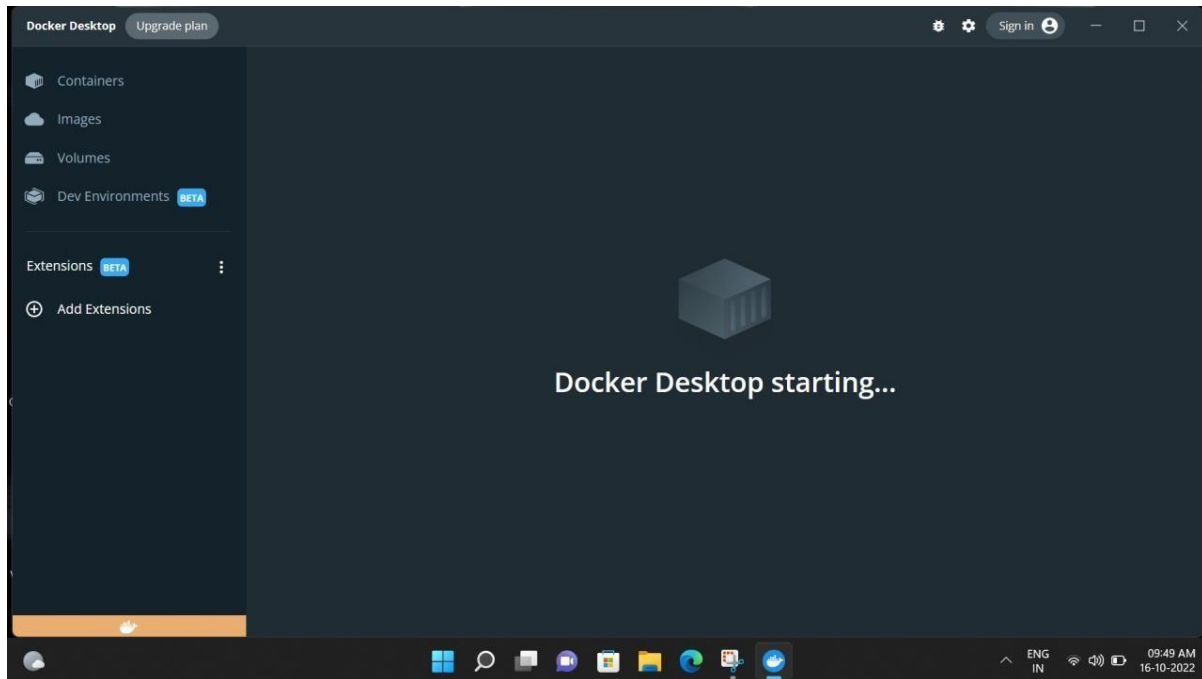 Docker Desktop Upgrade plan
Sign in
Containers
Images
Volumes
Dev Environments BETA
Extensions BETA
Add Extensions
Docker Desktop starting...
ENG
IN
09:49 AM
16-10-2022